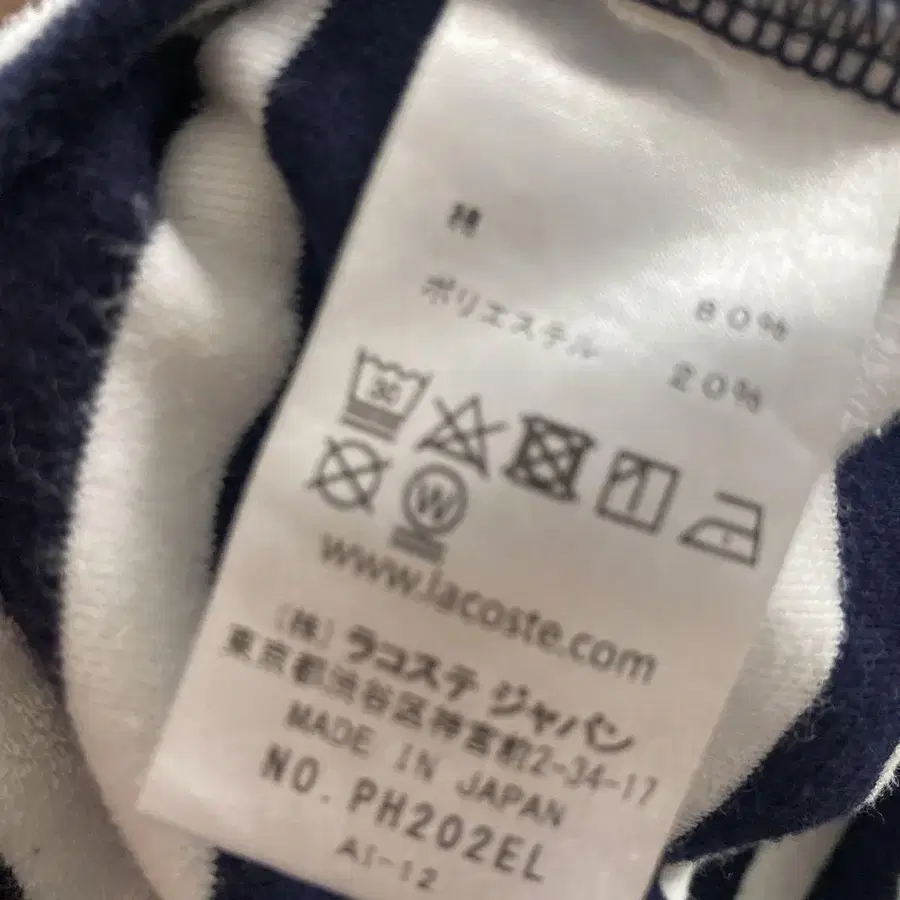 綿 80%
ポリエステル 20%
30
W
www.lacoste.com
(株) ラコステ ジャパン
東京都渋谷区神宮前2-34-17
MADE IN JAPAN
NO. PH202EL
AI-12